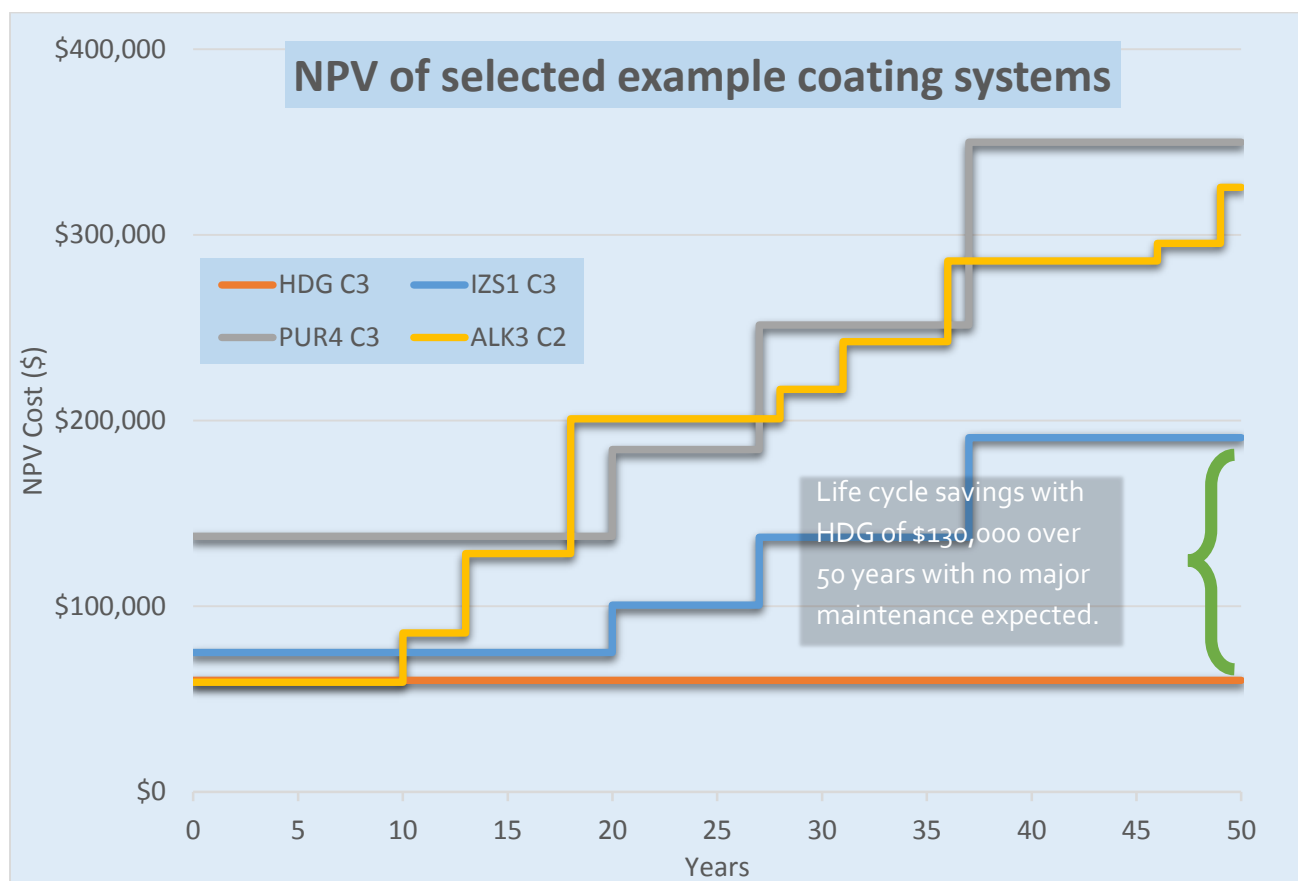 NPV of selected example coating systems
$400,000
$300,000
$200,000
$100,000
$0
NPV Cost ($)
HDG C3
IZS1 C3
PUR4 C3
ALK3 C2
Life cycle savings with
HDG of $130,000 over
50 years with no major
maintenance expected.
0 5 10 15 20 25 30 35 40 45 50
Years